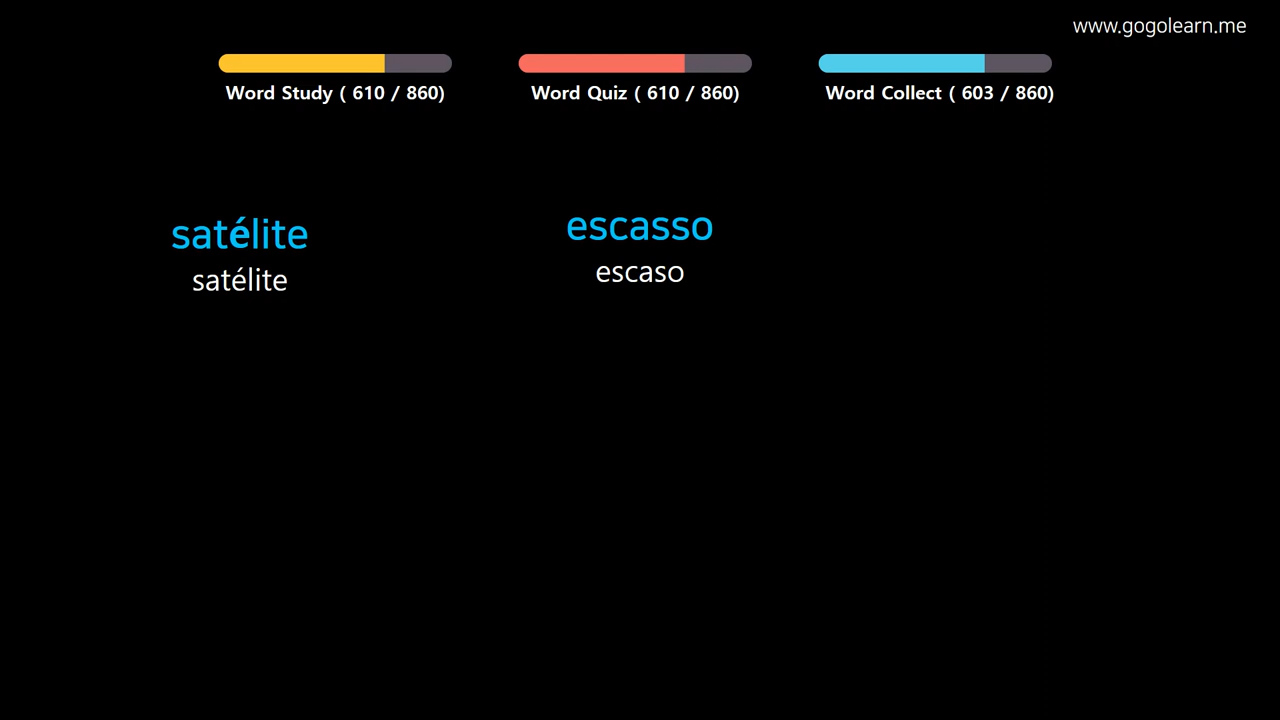 www.gogolearn.me
Word Study ( 610 / 860)
Word Quiz ( 610 / 860)
Word Collect ( 603 / 860)
satélite
satélite
escasso
escaso